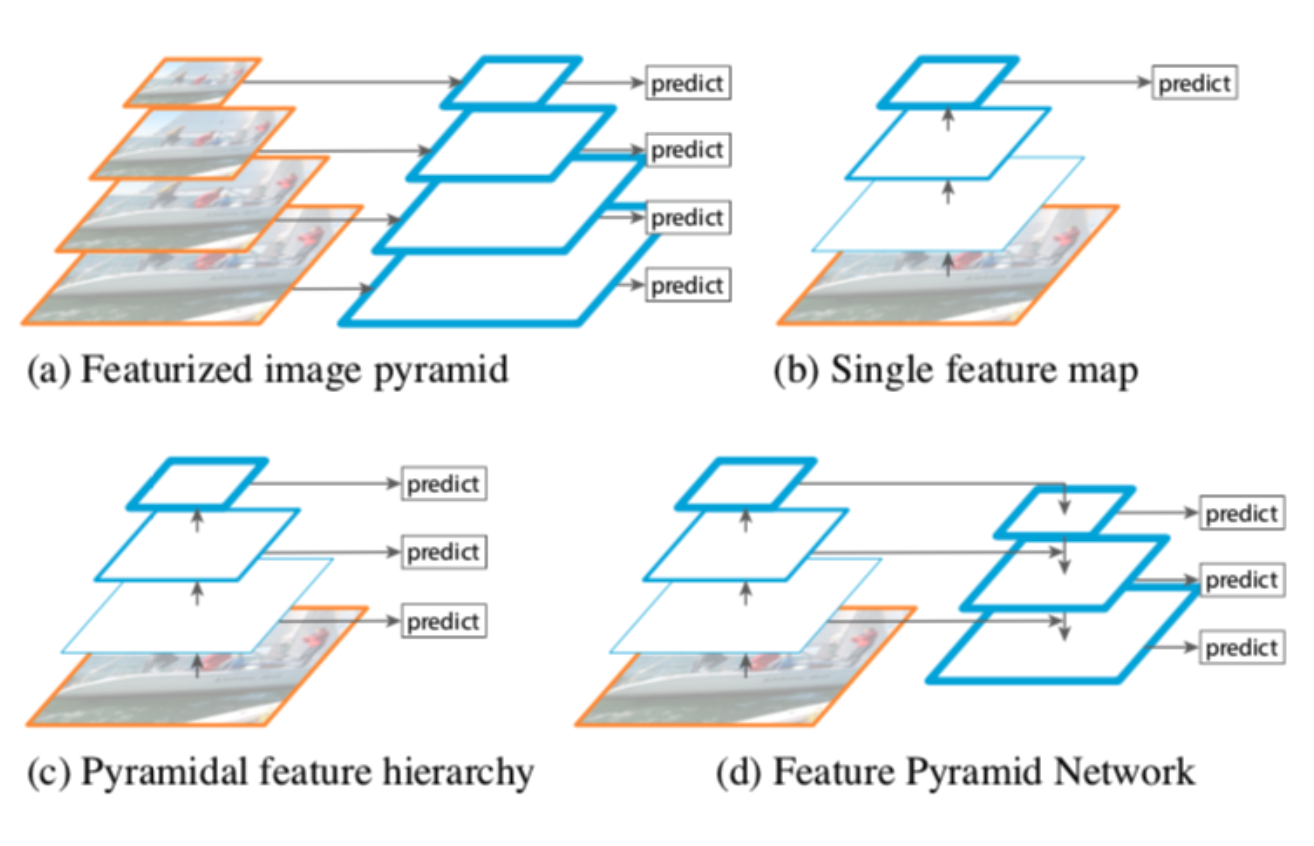 predict
predict
predict
predict
(a) Featurized image pyramid
predict
(b) Single feature map
predict
predict
predict
(c) Pyramidal feature hierarchy
predict
predict
predict
(d) Feature Pyramid Network